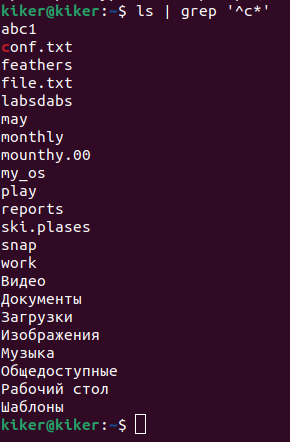 kiker@kiker:~$ ls | grep '^c*'
abc1
conf.txt
feathers
file.txt
labsdabs
may
monthly
mounthy.00
my_os
play
reports
ski.plases
snap
work
Видео
Документы
Загрузки
Изображения
Музыка
Общедоступные
Рабочий стол
Шаблоны
kiker@kiker:~$